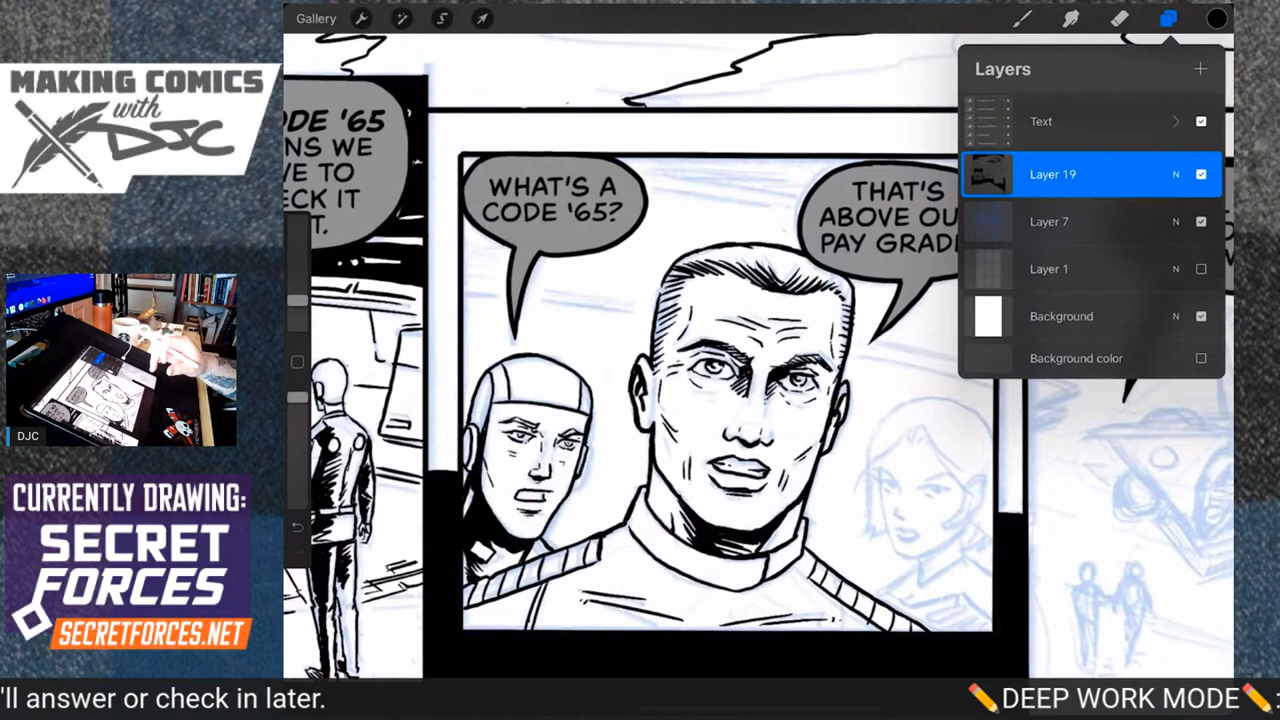 MAKING COMICS
with
DJC
DJC
CURRENTLY DRAWING:
SECRET
FORCES
SECRETFORCES.NET
Gallery
ODE '65
NS WE
VE TO
ECK IT
T.
WHAT'S A
CODE '65?
THAT'S
ABOVE OU
PAY GRAD
Layers
Text
Layer 19 N
Layer 7 N
Layer 1 N
Background N
Background color
'll answer or check in later.
✏️DEEP WORK MODE✏️: